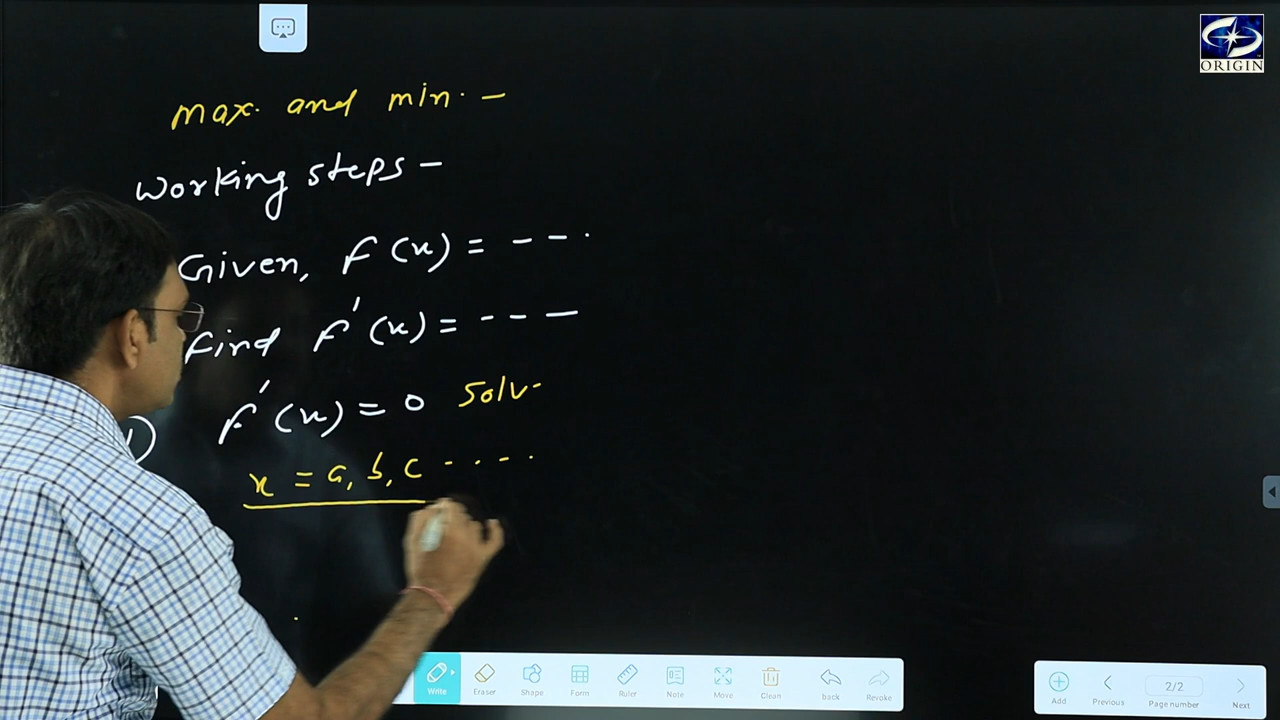 ORIGIN
max. and min. -
Working steps -
Given, f(x) = - - -
Find f'(x) = - - -
1) f'(x) = 0 Solv-
x = a, b, c - - - -
Write Eraser Shape Form Ruler Note Move Clean back Revoke
Add Previous 2/2 Page number Next